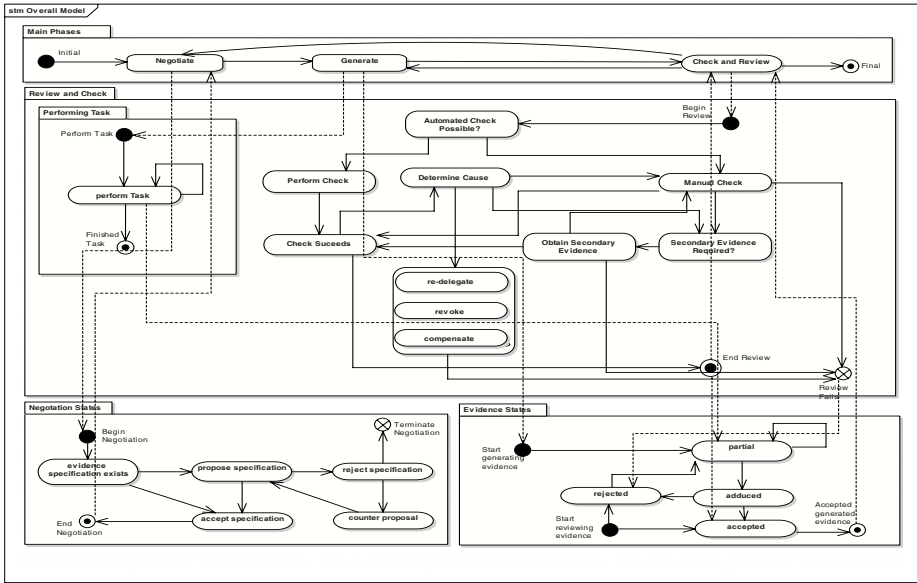 stm Overall Model
Main Phases
Initial
Negotiate
Generate
Check and Review
Final
Review and Check
Performing Task
Perform Task
perform Task
Finished
Task
Automated Check
Possible?
Begin
Review
Perform Check
Determine Cause
Manual Check
Check Suceeds
Obtain Secondary
Evidence
Secondary Evidence
Required?
re-delegate
revoke
compensate
End Review
Review
Fails
Negotation States
Begin
Negotiation
Terminate
Negotiation
evidence
specification exists
propose specification
reject specification
accept specification
counter proposal
End
Negotiation
Evidence States
Start
generating
evidence
partial
rejected
adduced
Start
reviewing
evidence
accepted
Accepted
generated
evidence